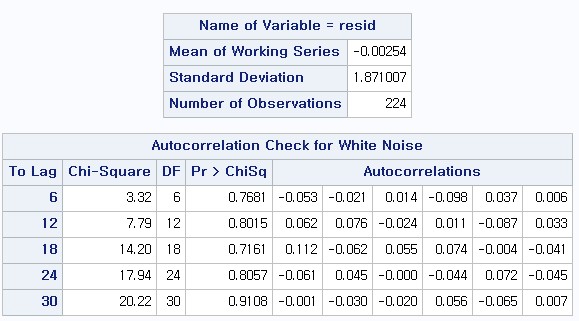 Name of Variable = resid
Mean of Working Series -0.00254
Standard Deviation 1.871007
Number of Observations 224
Autocorrelation Check for White Noise
To Lag Chi-Square DF Pr > ChiSq Autocorrelations
6 3.32 6 0.7681 -0.053 -0.021 0.014 -0.098 0.037 0.006
12 7.79 12 0.8015 0.062 0.076 -0.024 0.011 -0.087 0.033
18 14.20 18 0.7161 0.112 -0.062 0.055 0.074 -0.004 -0.041
24 17.94 24 0.8057 -0.061 0.045 -0.000 -0.044 0.072 -0.045
30 20.22 30 0.9108 -0.001 -0.030 -0.020 0.056 -0.065 0.007